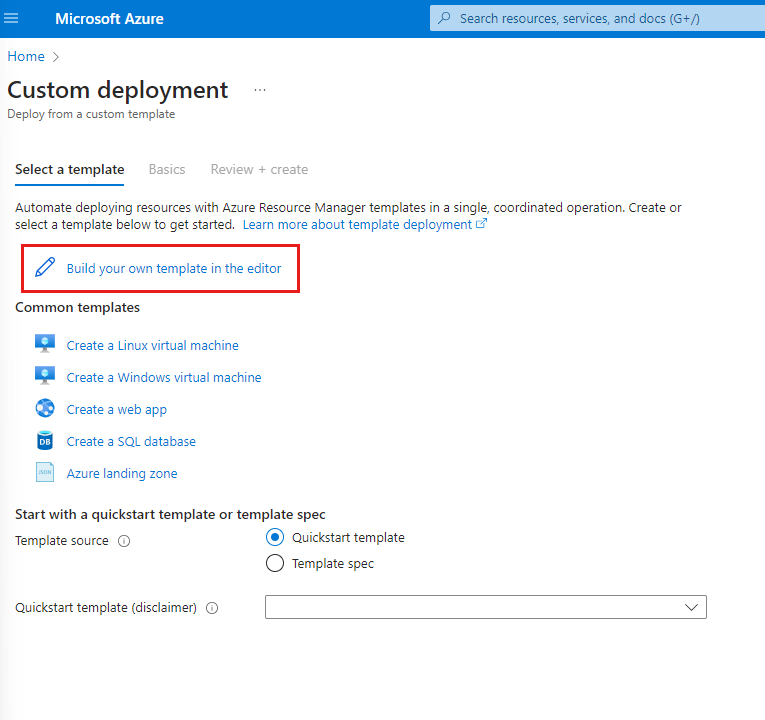 Microsoft Azure
Search resources, services, and docs (G+/)
Home
Custom deployment
Deploy from a custom template
Select a template
Basics
Review + create
Automate deploying resources with Azure Resource Manager templates in a single, coordinated operation. Create or
select a template below to get started. Learn more about template deployment
Build your own template in the editor
Common templates
Create a Linux virtual machine
Create a Windows virtual machine
Create a web app
DB
Create a SQL database
JSON
Azure landing zone
Start with a quickstart template or template spec
Template source
Quickstart template
Template spec
Quickstart template (disclaimer)